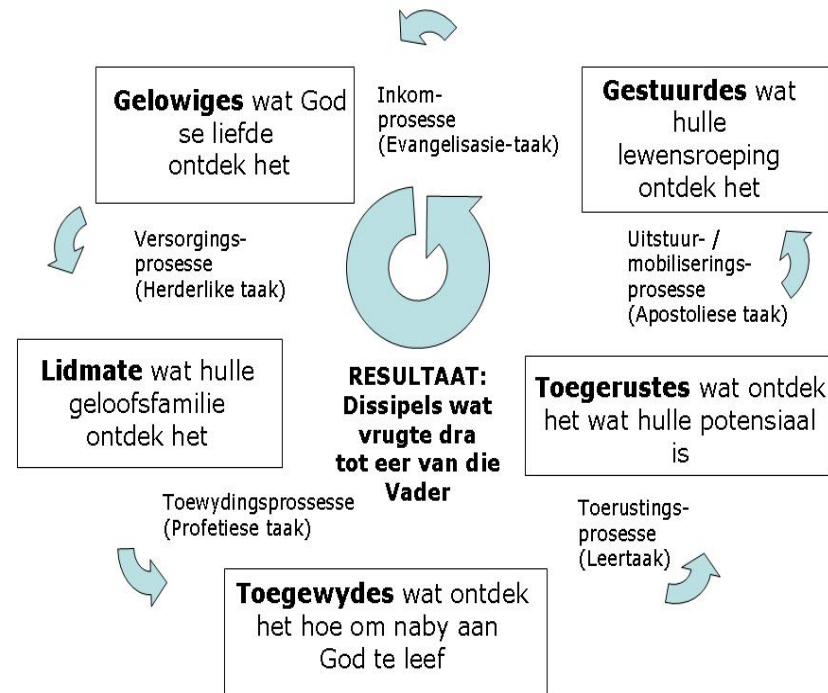 Gelowiges wat God
se liefde
ontdek het
Inkom-
prosesse
(Evangelisasie-taak)
Gestuurdes wat
hulle
lewensroeping
ontdek het
Versorgings-
prosesse
(Herderlike taak)
Uitstuur- /
mobiliserings-
prosesse
(Apostoliese taak)
Lidmate wat hulle
geloofsfamilie
ontdek het
RESULTAAT:
Dissipels wat
vrugte dra
tot eer van die
Vader
Toegerustes wat ontdek
het wat hulle potensiaal
is
Toewydingsprossesse
(Profetiese taak)
Toerustings-
prosesse
(Leertaak)
Toegewydes wat ontdek
het hoe om naby aan
God te leef